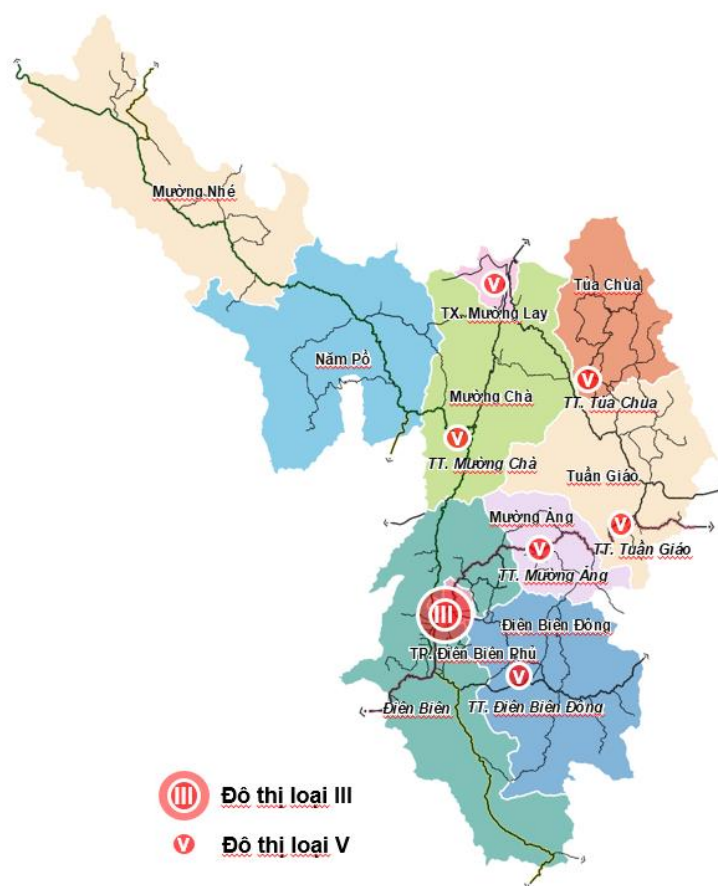 Mường Nhé
Tủa Chùa
V
TX. Mường Lay
Nậm Pồ
V
Mường Chà
TT. Tủa Chùa
V
TT. Mường Chà
Tuần Giáo
Mường Ảng
V
V
TT. Tuần Giáo
TT. Mường Ảng
III
Điện Biên Đông
TP. Điện Biên Phủ
V
Điện Biên
TT. Điện Biên Đông
III Đô thị loại III
V Đô thị loại V